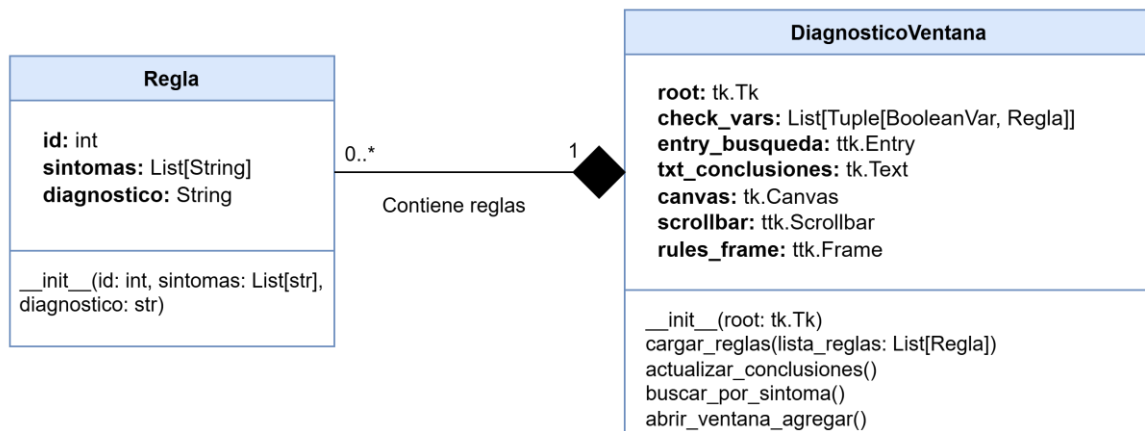 Regla
id: int
sintomas: List[String]
diagnostico: String
__init__(id: int, sintomas: List[str],
diagnostico: str)
0..*
1
Contiene reglas
DiagnosticoVentana
root: tk.Tk
check_vars: List[Tuple[BooleanVar, Regla]]
entry_busqueda: ttk.Entry
txt_conclusiones: tk.Text
canvas: tk.Canvas
scrollbar: ttk.Scrollbar
rules_frame: ttk.Frame
__init__(root: tk.Tk)
cargar_reglas(lista_reglas: List[Regla])
actualizar_conclusiones()
buscar_por_sintoma()
abrir_ventana_agregar()